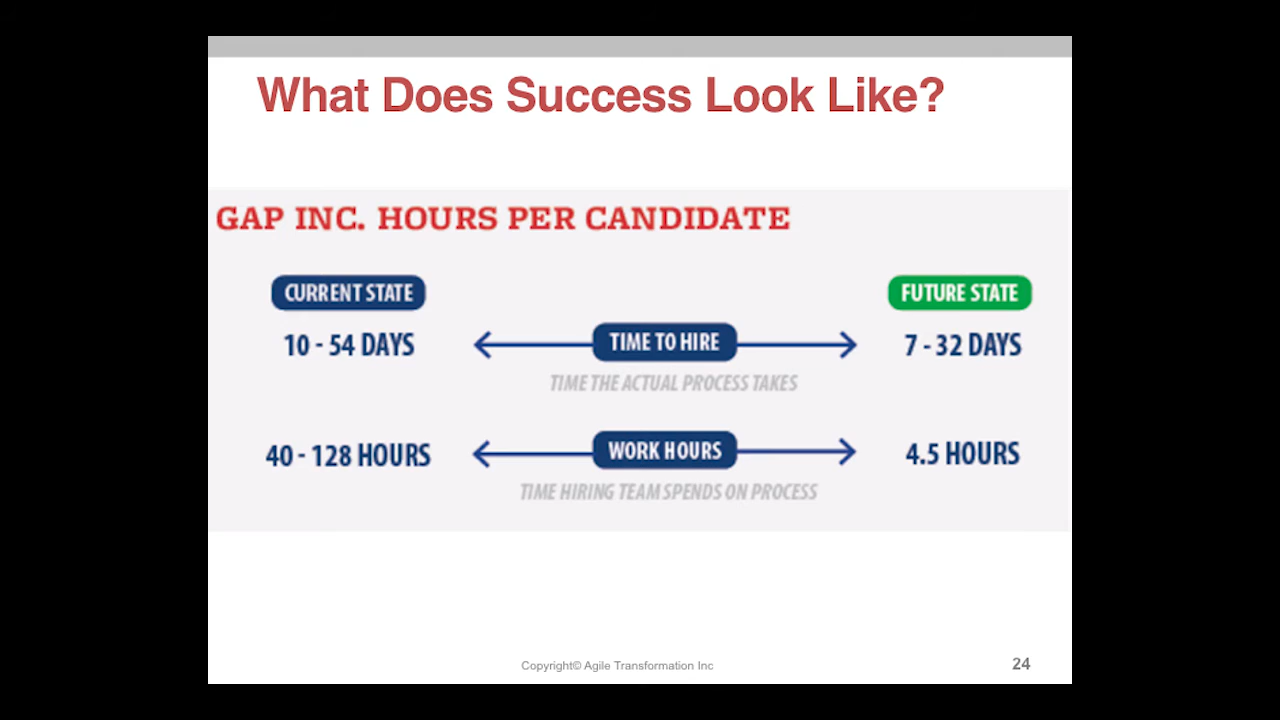 What Does Success Look Like?
GAP INC. HOURS PER CANDIDATE
CURRENT STATE
FUTURE STATE
10 - 54 DAYS
TIME TO HIRE
7 - 32 DAYS
TIME THE ACTUAL PROCESS TAKES
40 - 128 HOURS
WORK HOURS
4.5 HOURS
TIME HIRING TEAM SPENDS ON PROCESS
Copyright© Agile Transformation Inc
24